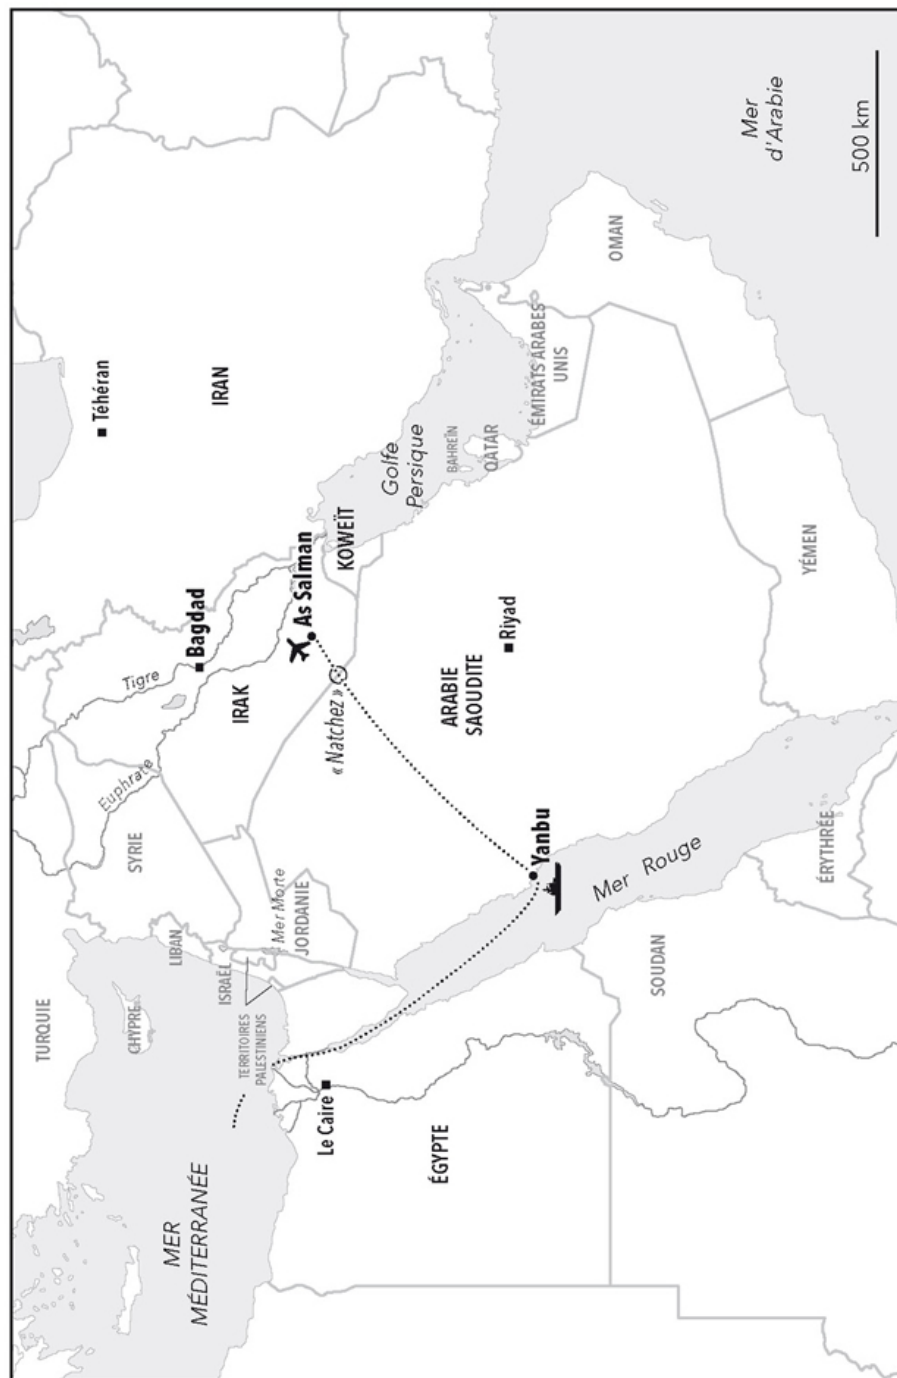 TURQUIE
CHYPRE
MER
MÉDITERRANÉE
LIBAN
SYRIE
ISRAËL
TERRITOIRES
PALESTINIENS
Mer Morte
JORDANIE
Euphrate
Tigre
Bagdad
IRAK
As Salman
« Natchez »
KOWEÏT
Téhéran
IRAN
Golfe
Persique
BAHREÏN
QATAR
ÉMIRATS ARABES
UNIS
OMAN
Mer
d'Arabie
Le Caire
ÉGYPTE
ARABIE
SAOUDITE
Riyad
Yanbu
Mer Rouge
SOUDAN
ÉRYTHRÉE
YÉMEN
500 km